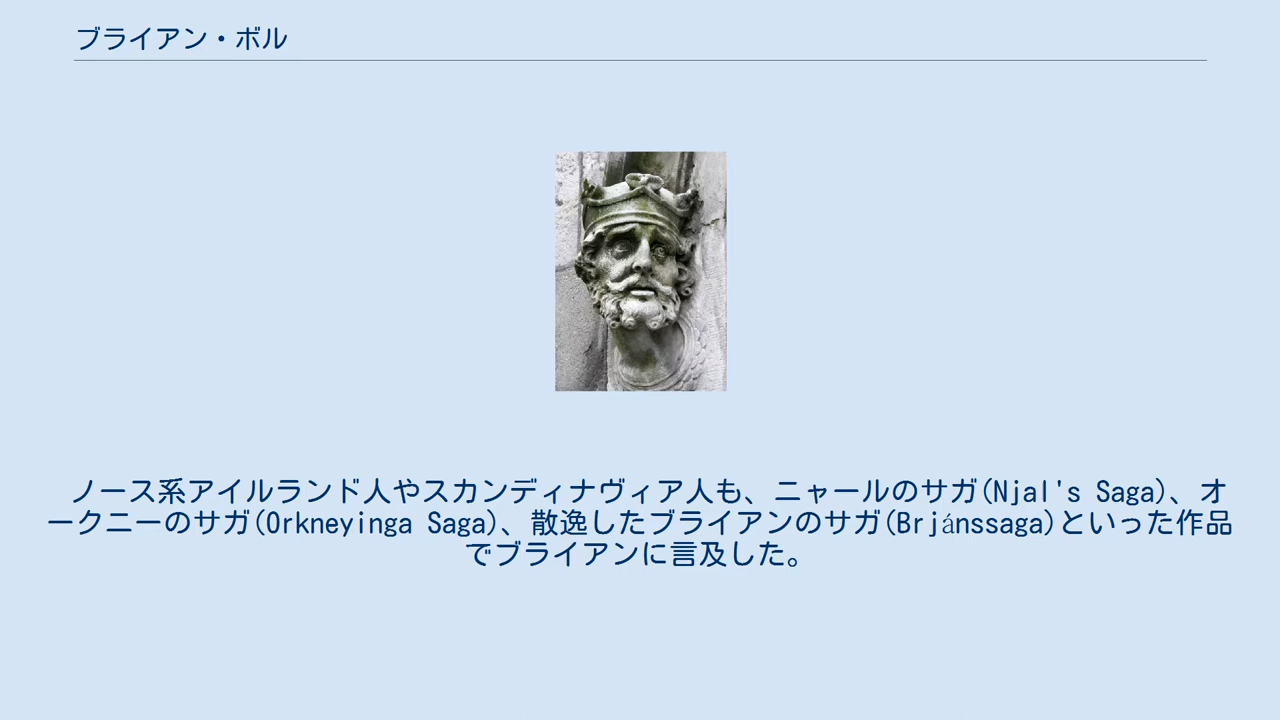 ブライアン・ボル
ノース系アイルランド人やスカンディナヴィア人も、ニャールのサガ(Njal's Saga)、オ
ークニーのサガ(Orkneyinga Saga)、散逸したブライアンのサガ(Brjánssaga)といった作品
でブライアンに言及した。